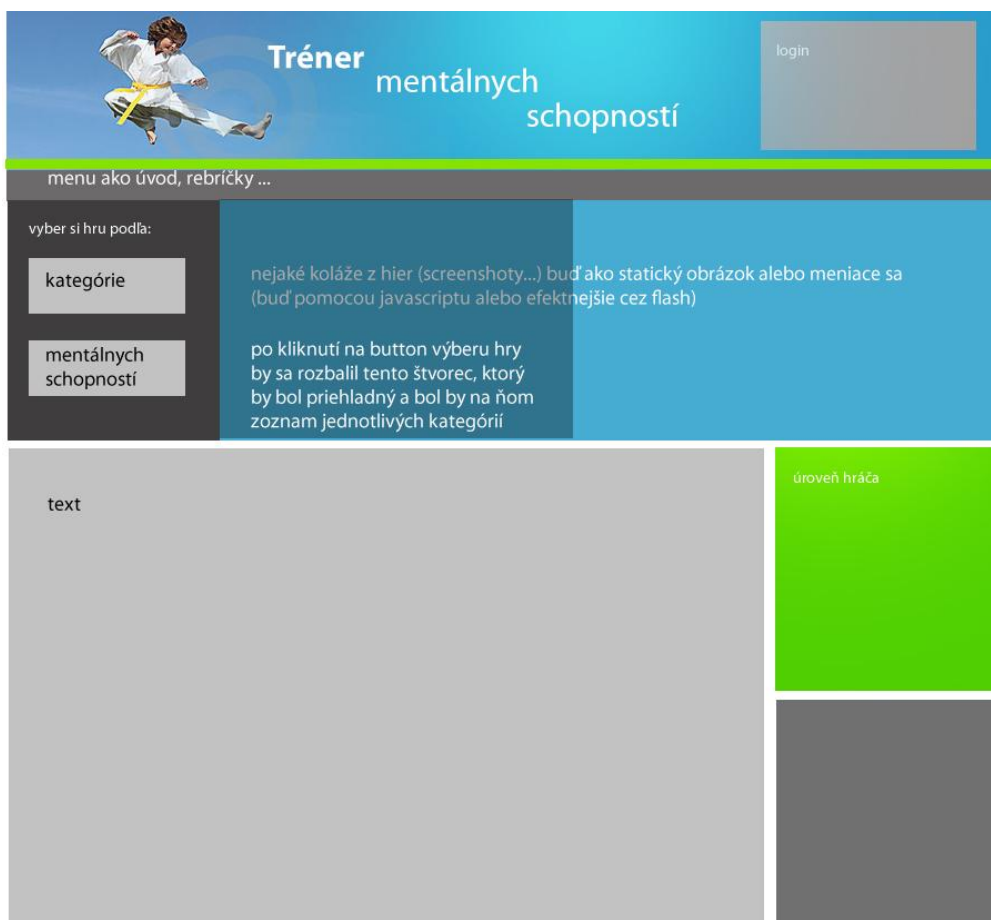 Tréner
mentálnych
schopností
login
menu ako úvod, rebríčky ...
vyber si hru podľa:
kategórie
mentálnych
schopností
nejaké koláže z hier (screenshoty...) buď ako statický obrázok alebo meniace sa
(buď pomocou javascriptu alebo efektnejšie cez flash)
po kliknutí na button výberu hry
by sa rozbalil tento štvorec, ktorý
by bol priehladný a bol by na ňom
zoznam jednotlivých kategórií
text
úroveň hráča